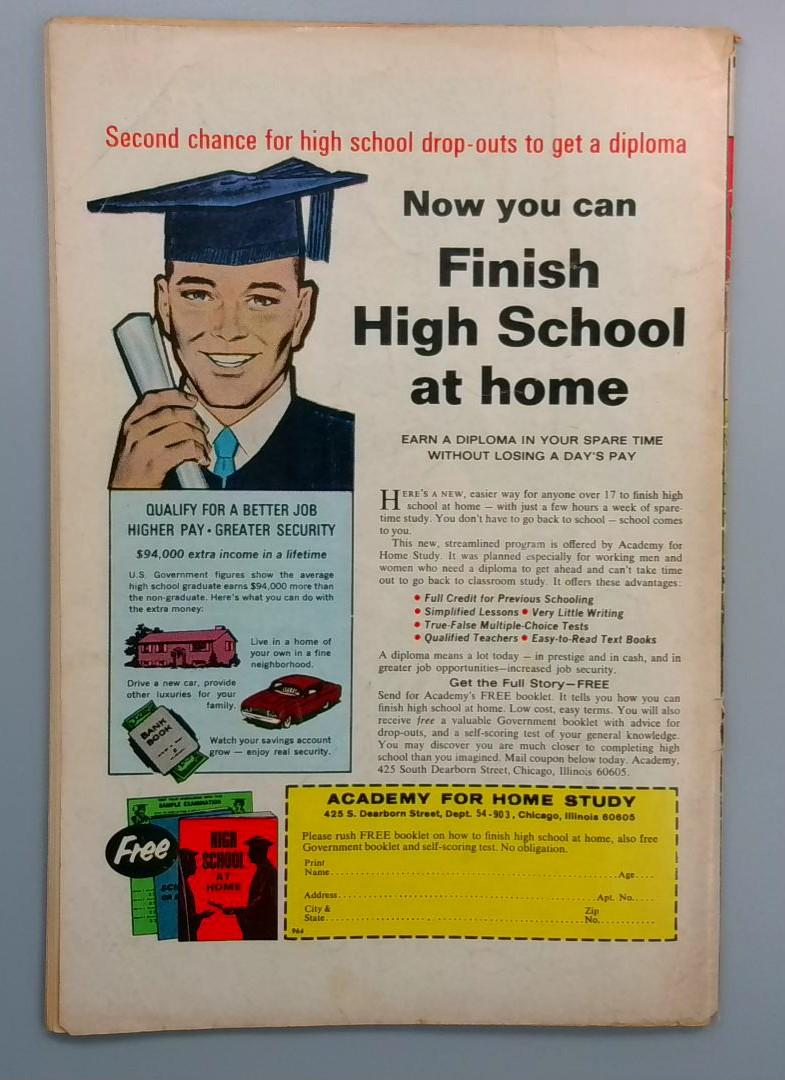 Second chance for high school drop-outs to get a diploma
Now you can
Finish
High School
at home
EARN A DIPLOMA IN YOUR SPARE TIME
WITHOUT LOSING A DAY'S PAY
QUALIFY FOR A BETTER JOB
HIGHER PAY • GREATER SECURITY
$94,000 extra income in a lifetime
U.S. Government figures show the average
high school graduate earns $94,000 more than
the non-graduate. Here's what you can do with
the extra money:
Live in a home of
your own in a fine
neighborhood.
Drive a new car, provide
other luxuries for your
family.
BANK
BOOK
Watch your savings account
grow — enjoy real security.
HERE'S A NEW, easier way for anyone over 17 to finish high
school at home — with just a few hours a week of spare-
time study. You don't have to go back to school — school comes
to you.
This new, streamlined program is offered by Academy for
Home Study. It was planned especially for working men and
women who need a diploma to get ahead and can't take time
out to go back to classroom study. It offers these advantages:
• Full Credit for Previous Schooling
• Simplified Lessons • Very Little Writing
• True-False Multiple-Choice Tests
• Qualified Teachers • Easy-to-Read Text Books
A diploma means a lot today — in prestige and in cash, and in
greater job opportunities—increased job security.
Get the Full Story—FREE
Send for Academy's FREE booklet. It tells you how you can
finish high school at home. Low cost, easy terms. You will also
receive free a valuable Government booklet with advice for
drop-outs, and a self-scoring test of your general knowledge.
You may discover you are much closer to completing high
school than you imagined. Mail coupon below today. Academy,
425 South Dearborn Street, Chicago, Illinois 60605.
SAMPLE EXAMINATION
Free
HIGH
SCHOOL
AT
HOME
ACADEMY FOR HOME STUDY
425 S. Dearborn Street, Dept. 54-903, Chicago, Illinois 60605
Please rush FREE booklet on how to finish high school at home, also free
Government booklet and self-scoring test. No obligation.
Print
Name Age
Address Apt. No.
City & Zip
State No.
964